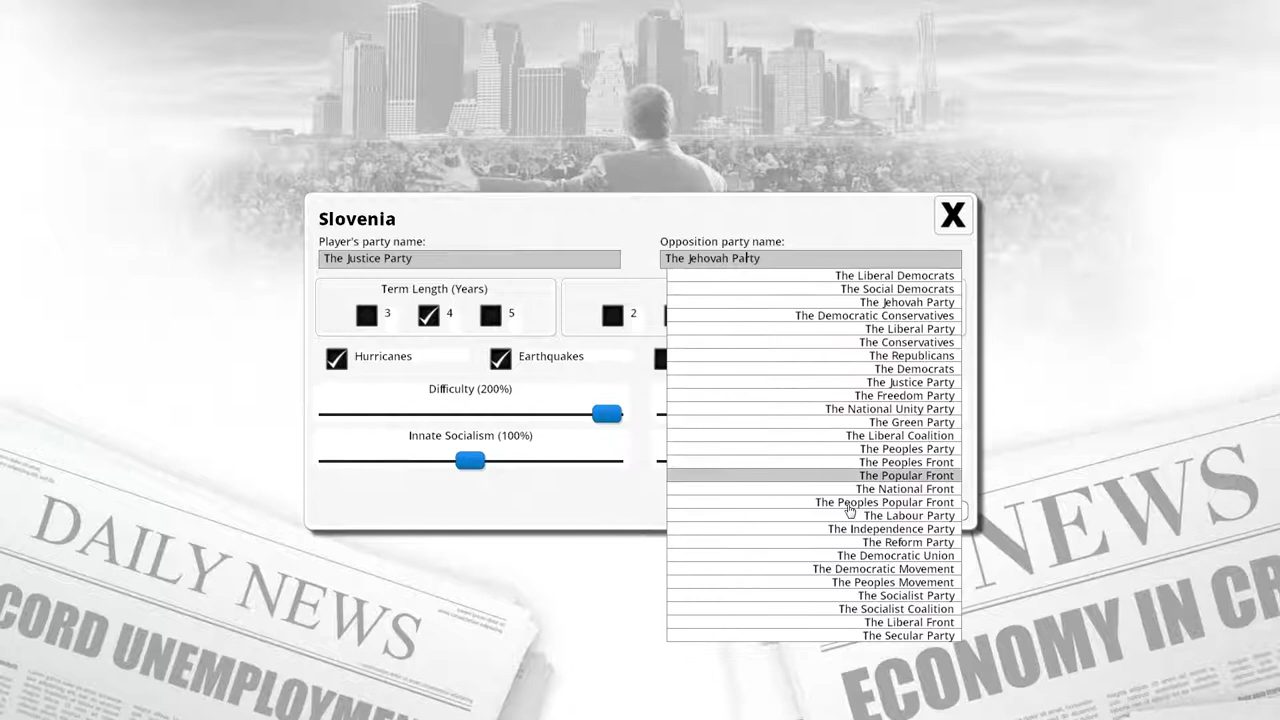 Slovenia
X
Player's party name:
Opposition party name:
The Justice Party
The Jehovah Party
Term Length (Years)
3
4
5
2
Hurricanes
Earthquakes
Difficulty (200%)
Innate Socialism (100%)
The Liberal Democrats
The Social Democrats
The Jehovah Party
The Democratic Conservatives
The Liberal Party
The Conservatives
The Republicans
The Democrats
The Justice Party
The Freedom Party
The National Unity Party
The Green Party
The Liberal Coalition
The Peoples Party
The Peoples Front
The Popular Front
The National Front
The Peoples Popular Front
The Labour Party
The Independence Party
The Reform Party
The Democratic Union
The Democratic Movement
The Peoples Movement
The Socialist Party
The Socialist Coalition
The Liberal Front
The Secular Party
DAILY NEWS
CORD UNEMPLOYM
NEWS
ECONOMY IN CR